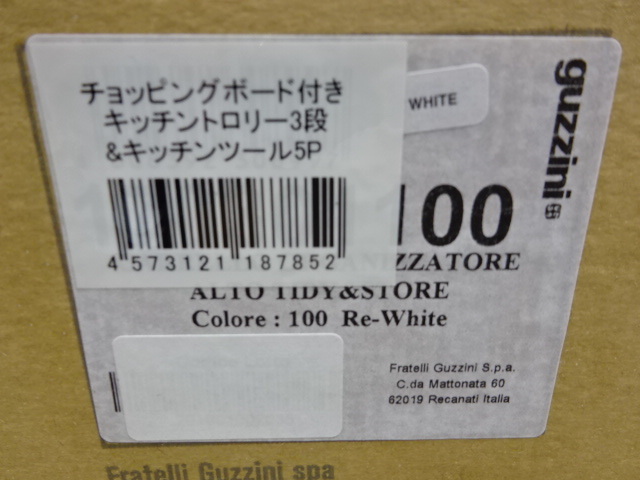 チョッピングボード付き
キッチントロリー3段
&キッチンツール5P
4 573121 187852
WHITE
guzzini
100
ALTO TIDY&STORE
Colore : 100 Re-White
Fratelli Guzzini S.p.a.
C.da Mattonata 60
62019 Recanati Italia
Fratelli Guzzini spa